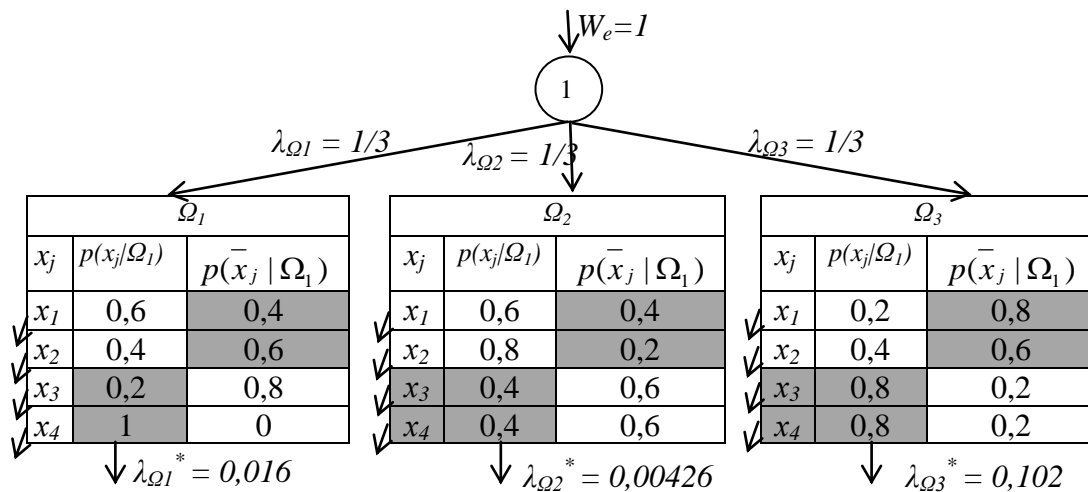 W_e=1
1
λ_Ω1 = 1/3
λ_Ω2 = 1/3
λ_Ω3 = 1/3
Ω_1
x_j p(x_j/Ω_1) p(x̄_j | Ω_1)
x_1 0,6 0,4
x_2 0,4 0,6
x_3 0,2 0,8
x_4 1 0
λ_Ω1^* = 0,016
Ω_2
x_j p(x_j/Ω_1) p(x̄_j | Ω_1)
x_1 0,6 0,4
x_2 0,8 0,2
x_3 0,4 0,6
x_4 0,4 0,6
λ_Ω2^* = 0,00426
Ω_3
x_j p(x_j/Ω_1) p(x̄_j | Ω_1)
x_1 0,2 0,8
x_2 0,4 0,6
x_3 0,8 0,2
x_4 0,8 0,2
λ_Ω3^* = 0,102